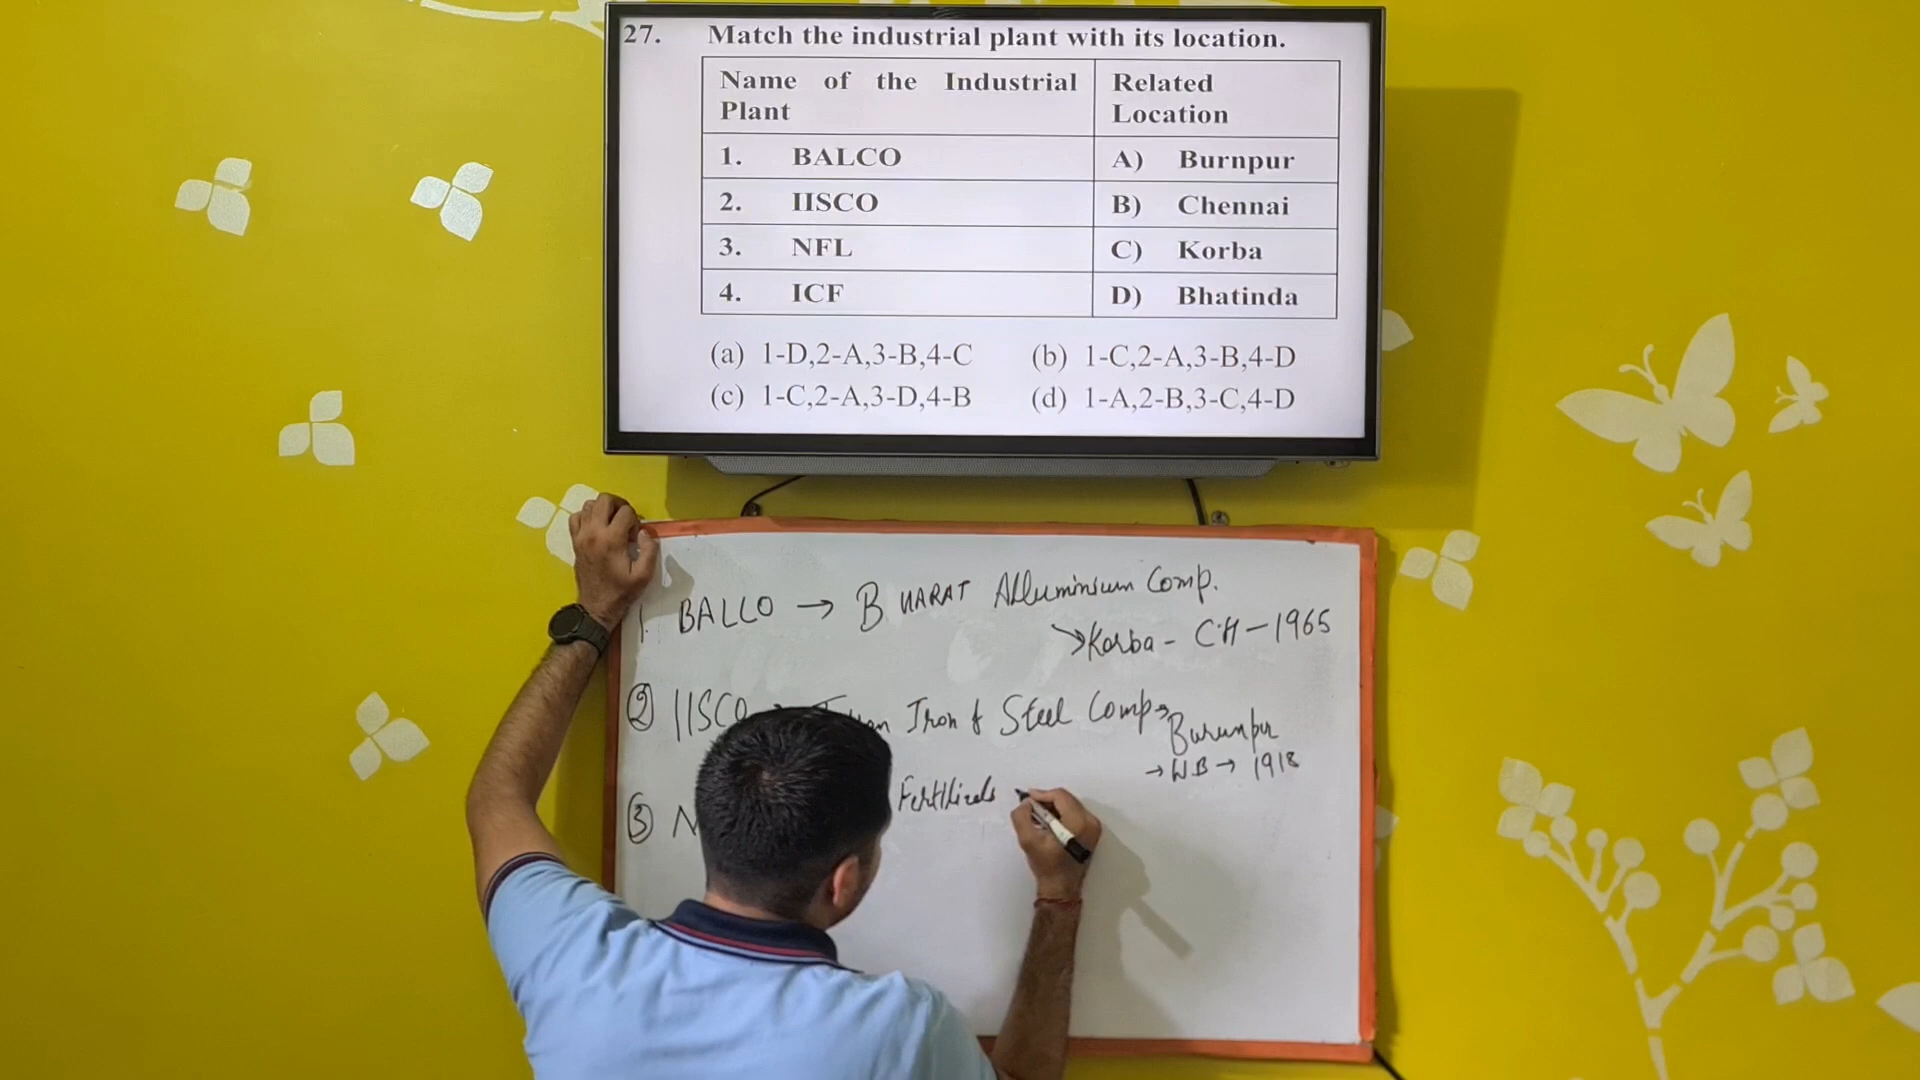 27. Match the industrial plant with its location.
Name of the Industrial Plant Related Location
1. BALCO A) Burnpur
2. IISCO B) Chennai
3. NFL C) Korba
4. ICF D) Bhatinda
(a) 1-D,2-A,3-B,4-C (b) 1-C,2-A,3-B,4-D
(c) 1-C,2-A,3-D,4-B (d) 1-A,2-B,3-C,4-D
1. BALCO → BHARAT Alluminium Comp.
→Korba - CH-1965
② IISCO Iron & Steel Comp→
Burunpur
→ WB → 1918
③ N